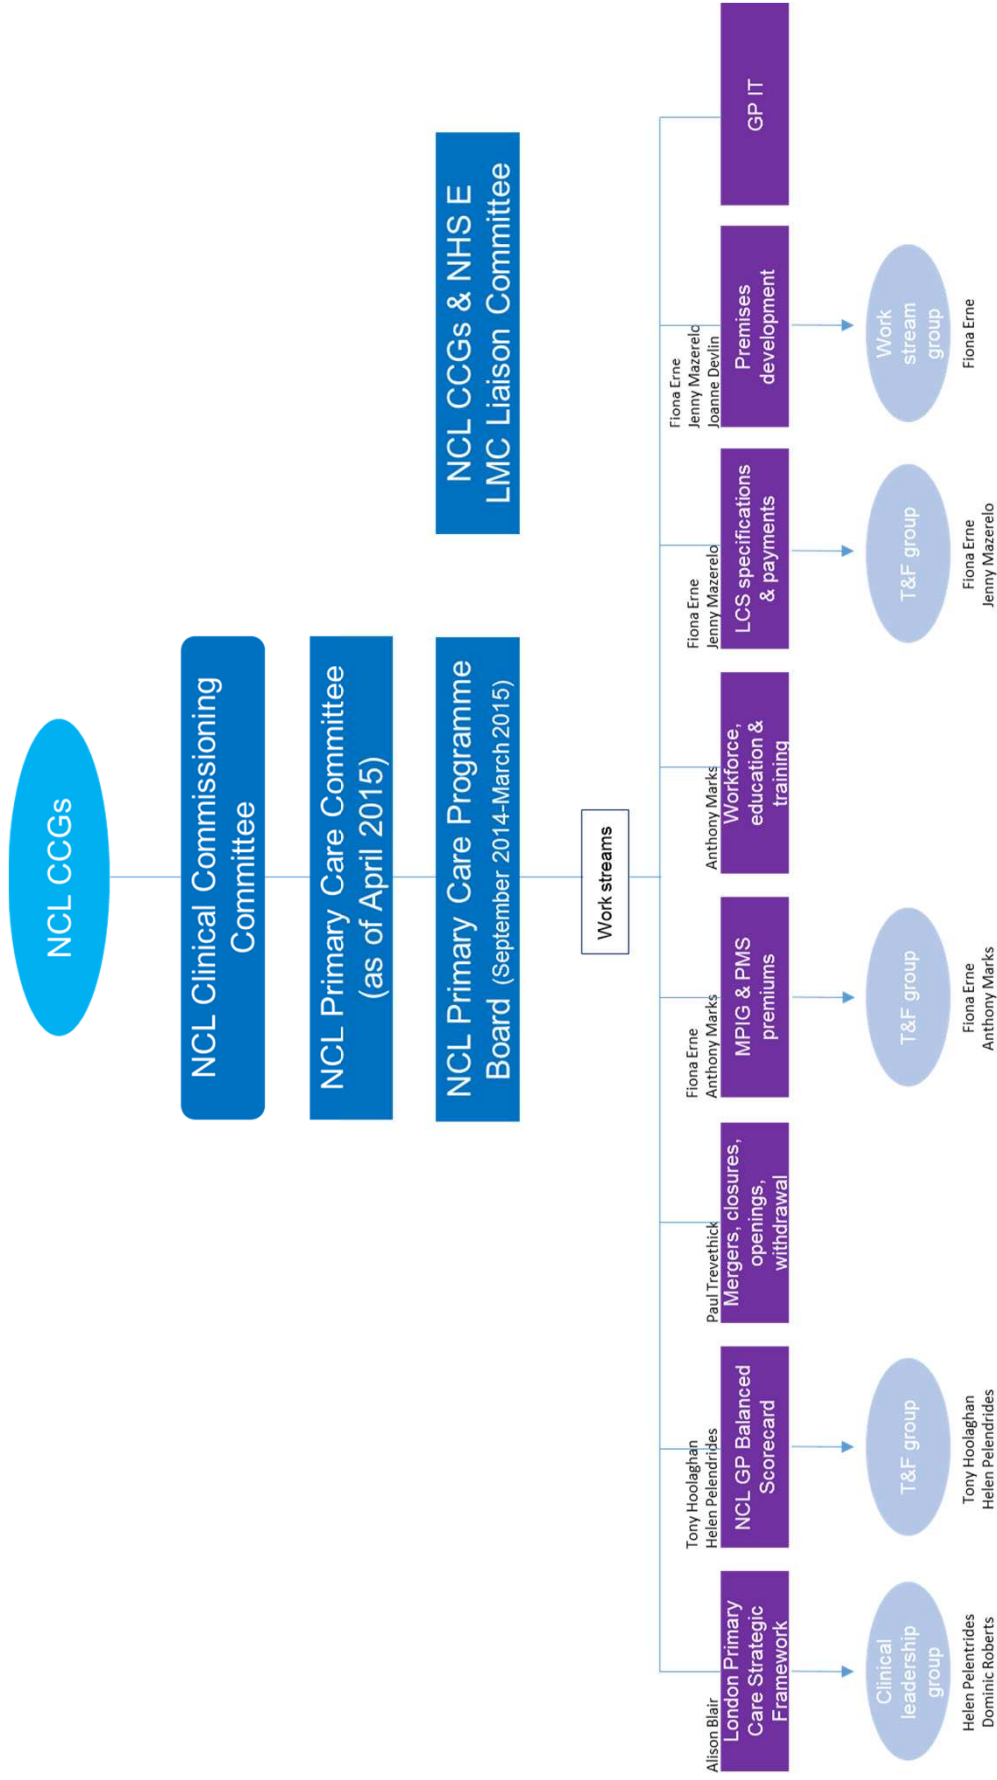 NCL CCGs
NCL Clinical Commissioning
Committee
NCL Primary Care Committee
(as of April 2015)
NCL Primary Care Programme
Board (September 2014-March 2015)
NCL CCGs & NHS E
LMC Liaison Committee
Work streams
Alison Blair
London Primary
Care Strategic
Framework
Tony Hoolaghan
Helen Pelendrides
NCL GP Balanced
Scorecard
Paul Trevethick
Mergers, closures,
openings,
withdrawal
Fiona Erne
Anthony Marks
MPIG & PMS
premiums
Anthony Marks
Workforce,
education &
training
Fiona Erne
Jenny Mazerelo
LCS specifications
& payments
Fiona Erne
Jenny Mazerelo
Joanne Devlin
Premises
development
GP IT
Clinical
leadership
group
Helen Pelentrides
Dominic Roberts
T&F group
Tony Hoolaghan
Helen Pelendrides
T&F group
Fiona Erne
Anthony Marks
T&F group
Fiona Erne
Jenny Mazerelo
Work
stream
group
Fiona Erne